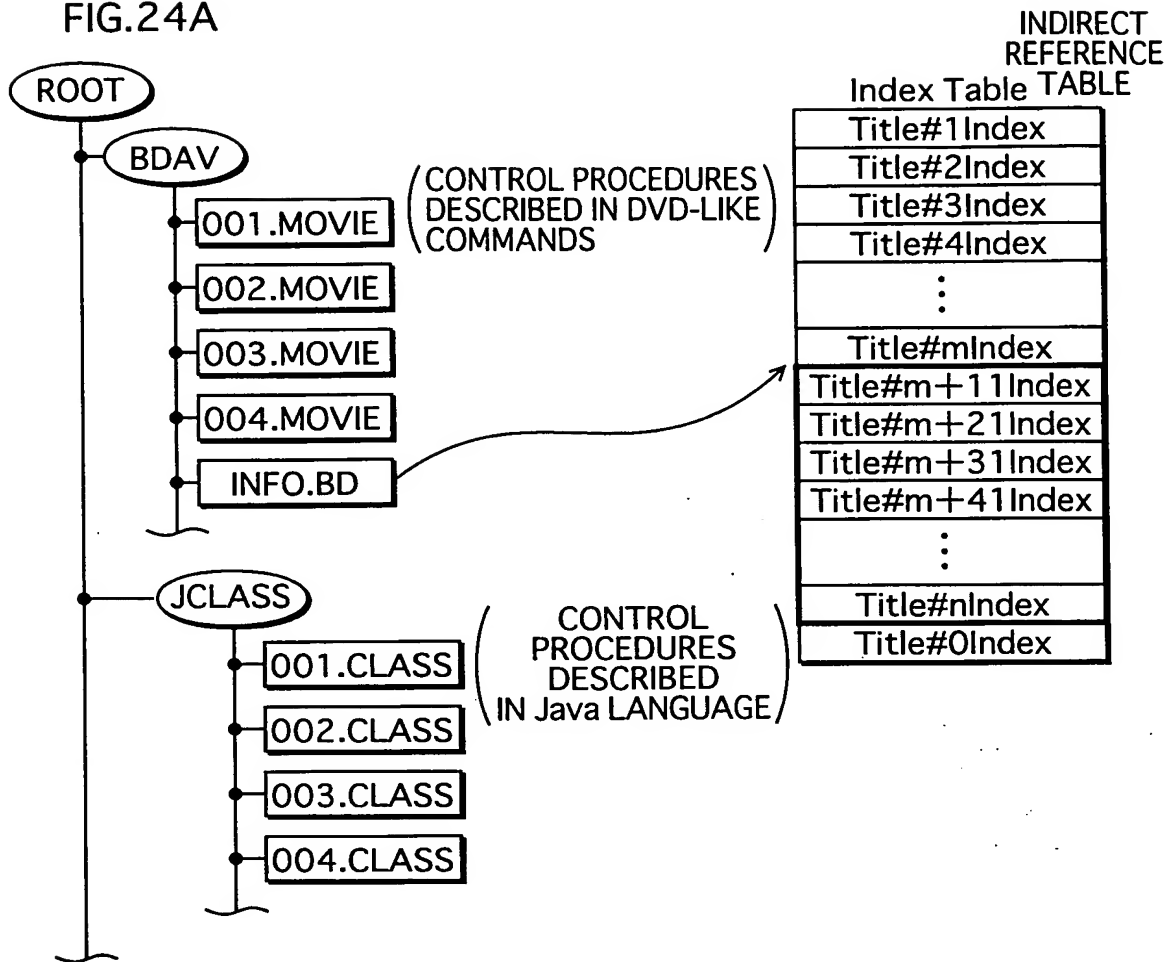 FIG.24A
ROOT
BDAV
001.MOVIE
002.MOVIE
003.MOVIE
004.MOVIE
INFO.BD
(CONTROL PROCEDURES
DESCRIBED IN DVD-LIKE
COMMANDS)
JCLASS
001.CLASS
002.CLASS
003.CLASS
004.CLASS
(CONTROL
PROCEDURES
DESCRIBED
IN Java LANGUAGE)
INDIRECT
REFERENCE
TABLE
Index Table
Title#1Index
Title#2Index
Title#3Index
Title#4Index
⋮
Title#mIndex
Title#m+11Index
Title#m+21Index
Title#m+31Index
Title#m+41Index
⋮
Title#nIndex
Title#0Index